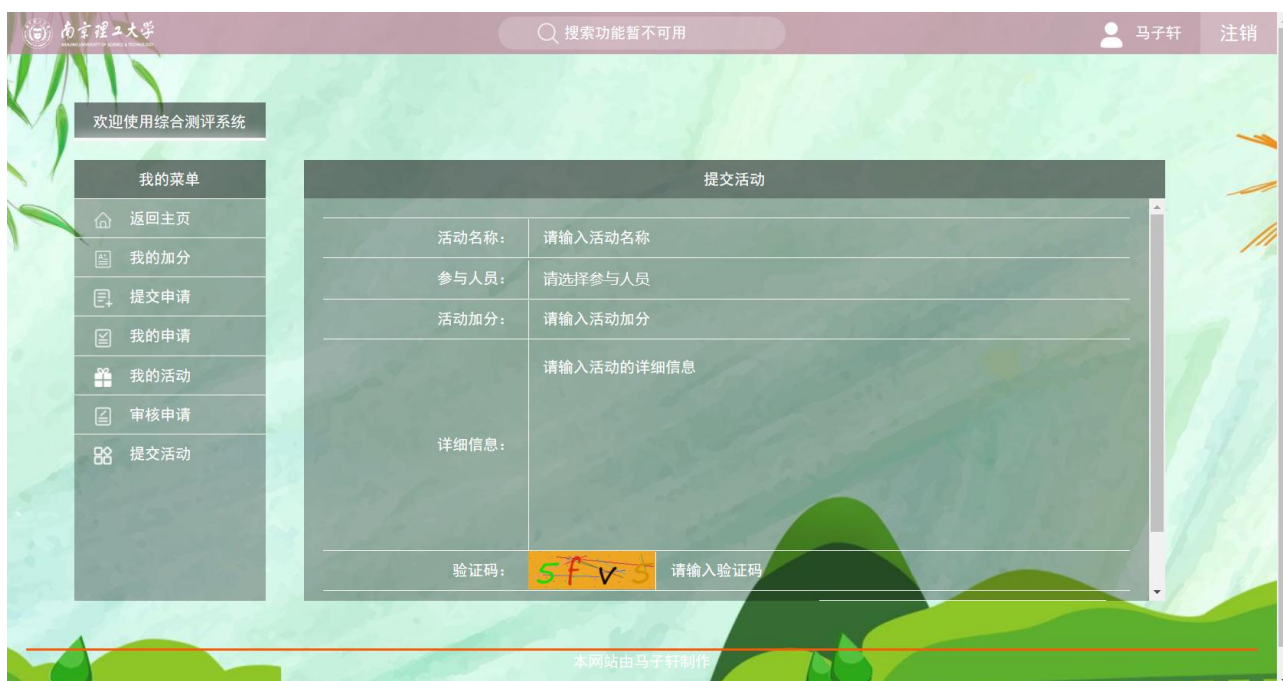 南京理工大学
搜索功能暂不可用
马子轩
注销
欢迎使用综合测评系统
我的菜单
返回主页
我的加分
提交申请
我的申请
我的活动
审核申请
提交活动
提交活动
活动名称：
请输入活动名称
参与人员：
请选择参与人员
活动加分：
请输入活动加分
详细信息：
请输入活动的详细信息
验证码：
sfvs
请输入验证码
本网站由马子轩制作